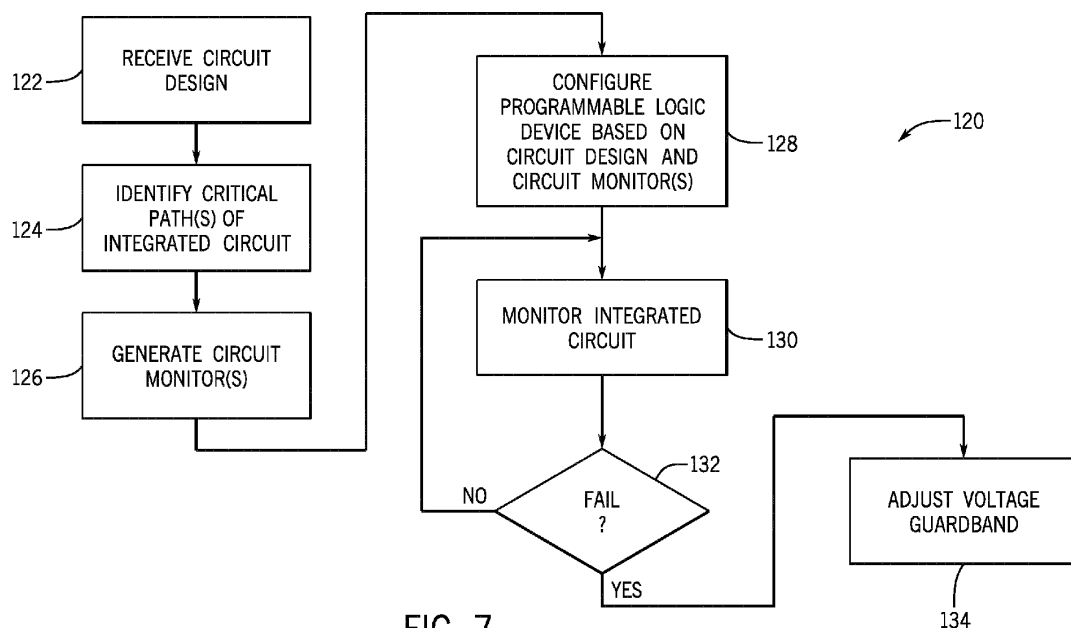 122
RECEIVE CIRCUIT
DESIGN
124
IDENTIFY CRITICAL
PATH(S) OF
INTEGRATED CIRCUIT
126
GENERATE CIRCUIT
MONITOR(S)
CONFIGURE
PROGRAMMABLE LOGIC
DEVICE BASED ON
CIRCUIT DESIGN AND
CIRCUIT MONITOR(S)
128
120
MONITOR INTEGRATED
CIRCUIT
130
132
NO
FAIL
?
YES
ADJUST VOLTAGE
GUARDBAND
134
FIG. 7